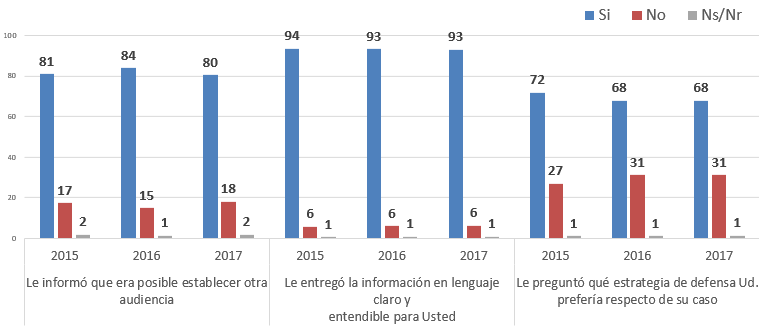 Si No Ns/Nr
100
80
60
40
20
0
81 17 2
84 15 1
80 18 2
94 6 1
93 6 1
93 6 1
72 27 1
68 31 1
68 31 1
2015 2016 2017 2015 2016 2017 2015 2016 2017
Le informó que era posible establecer otra
audiencia
Le entregó la información en lenguaje
claro y
entendible para Usted
Le preguntó qué estrategia de defensa Ud.
prefería respecto de su caso